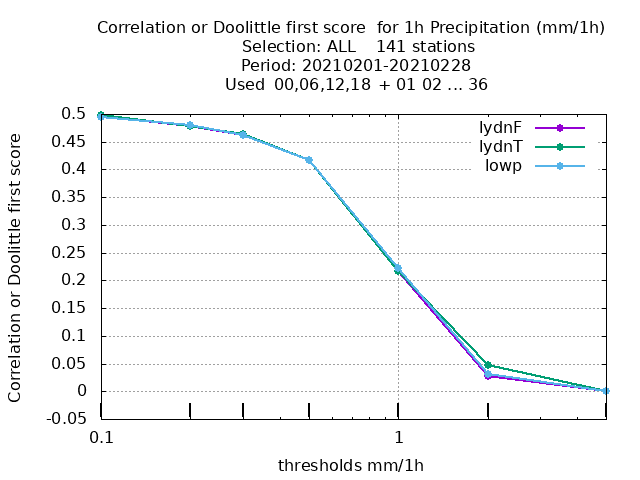 Correlation or Doolittle first score  for 1h Precipitation (mm/1h)
Selection: ALL    141 stations
Period: 20210201-20210228
Used  00,06,12,18  + 01 02 ... 36
lydnF
lydnT
lowp
Correlation or Doolittle first score
0.5
0.45
0.4
0.35
0.3
0.25
0.2
0.15
0.1
0.05
0
-0.05
0.1
1
thresholds mm/1h